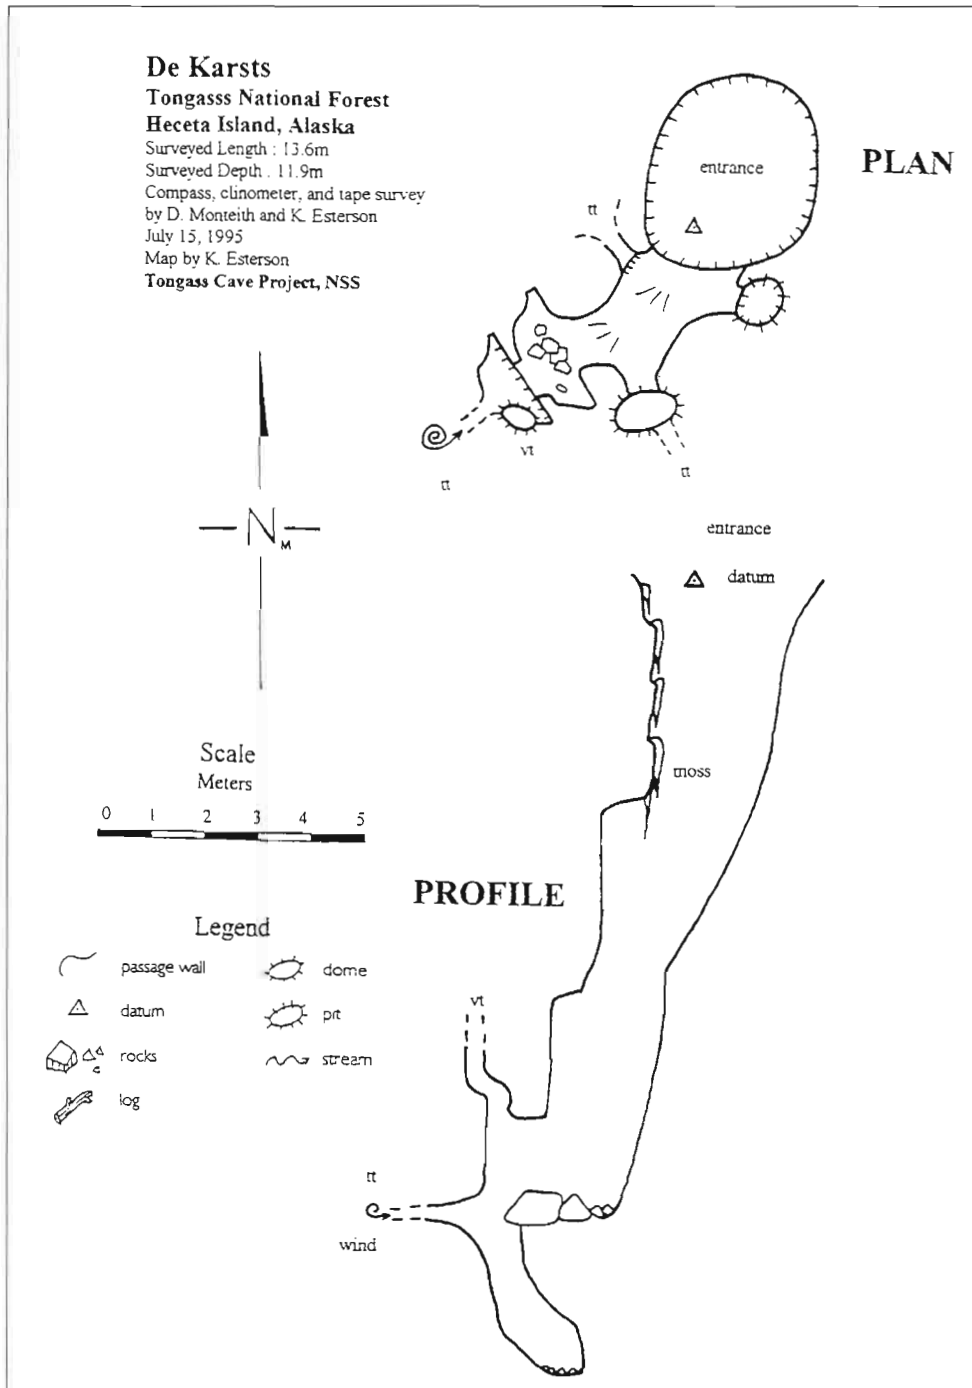 De Karsts
Tongasss National Forest
Heceta Island, Alaska
Surveyed Length : 13.6m
Surveyed Depth . 11.9m
Compass, clinometer, and tape survey
by D. Monteith and K. Esterson
July 15, 1995
Map by K. Esterson
Tongass Cave Project, NSS
PLAN
entrance
tt
vt
tt
tt
N
M
entrance
datum
moss
Scale
Meters
0 1 2 3 4 5
PROFILE
Legend
passage wall
dome
datum
pit
rocks
stream
log
vt
tt
wind